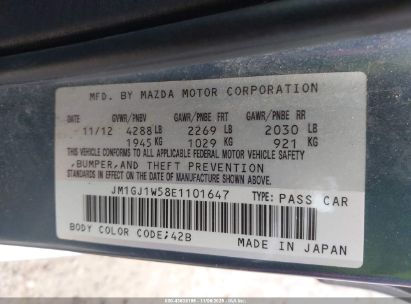 MFD. BY MAZDA MOTOR CORPORATION
DATE GVWR/PNBV GAWR/PNBE FRT GAWR/PNBE RR
11/12 4288 LB 2269 LB 2030 LB
1945 KG 1029 KG 921 KG
THIS VEHICLE CONFORMS TO ALL APPLICABLE FEDERAL MOTOR VEHICLE SAFETY
,BUMPER,AND THEFT PREVENTION
STANDARDS IN EFFECT ON THE DATE OF MANUFACTURE SHOWN ABOVE.
JM1GJ1W58E1101647 TYPE: PASS CAR
BODY COLOR CODE;42B MADE IN JAPAN